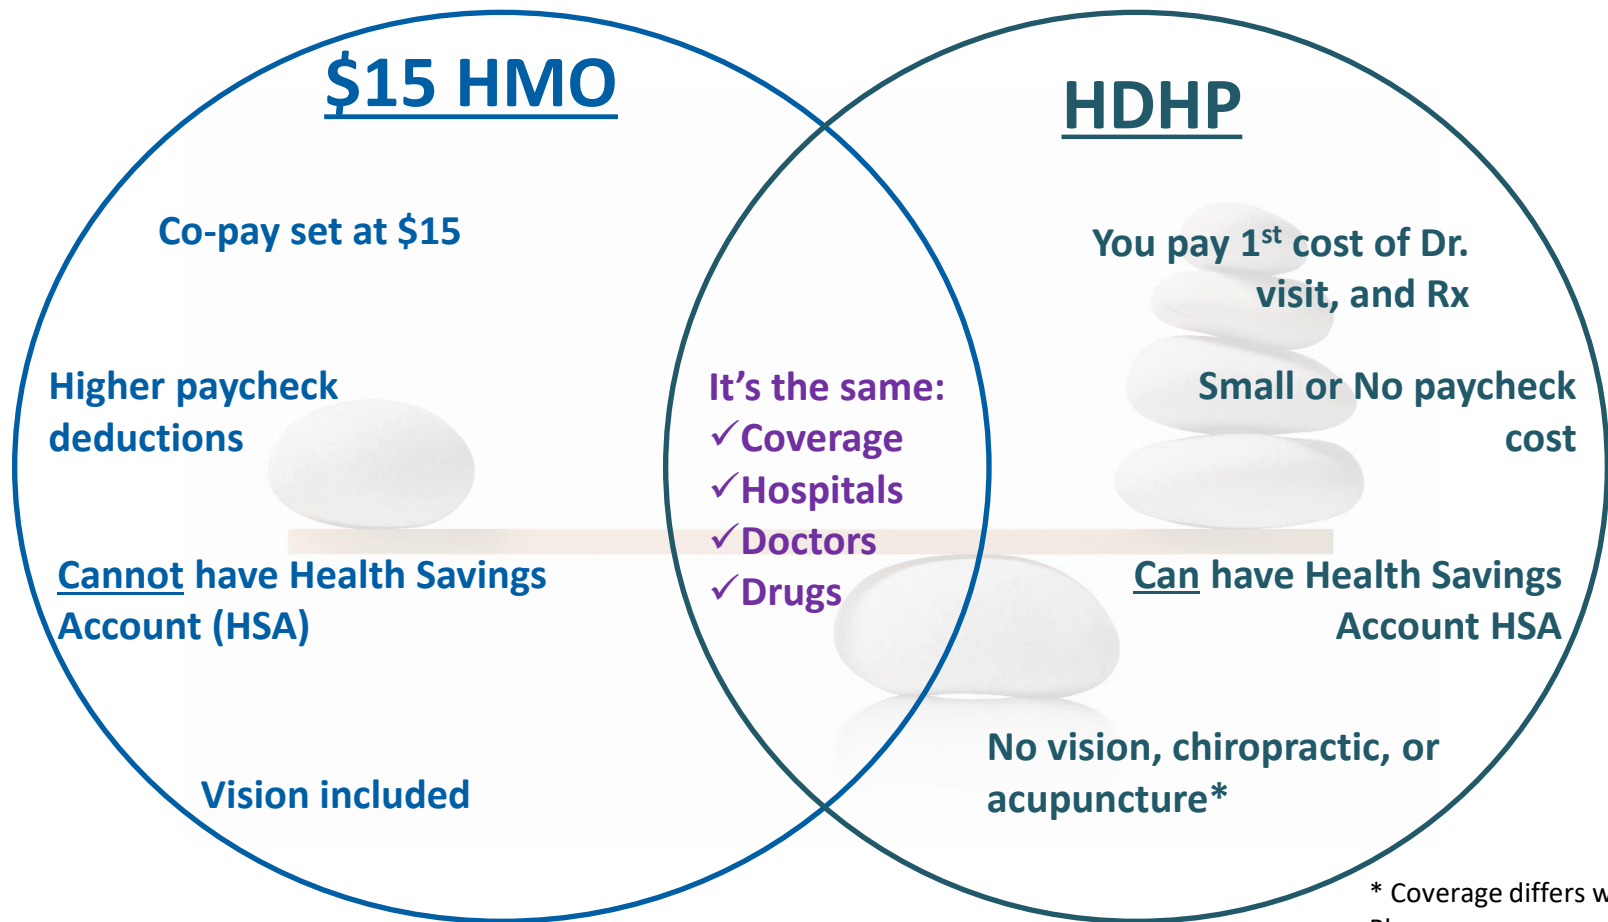 $15 HMO
Co-pay set at $15
Higher paycheck
deductions
Cannot have Health Savings
Account (HSA)
Vision included
It’s the same:
✓Coverage
✓Hospitals
✓Doctors
✓Drugs
HDHP
You pay 1st cost of Dr.
visit, and Rx
Small or No paycheck
cost
Can have Health Savings
Account HSA
No vision, chiropractic, or
acupuncture*
* Coverage differs